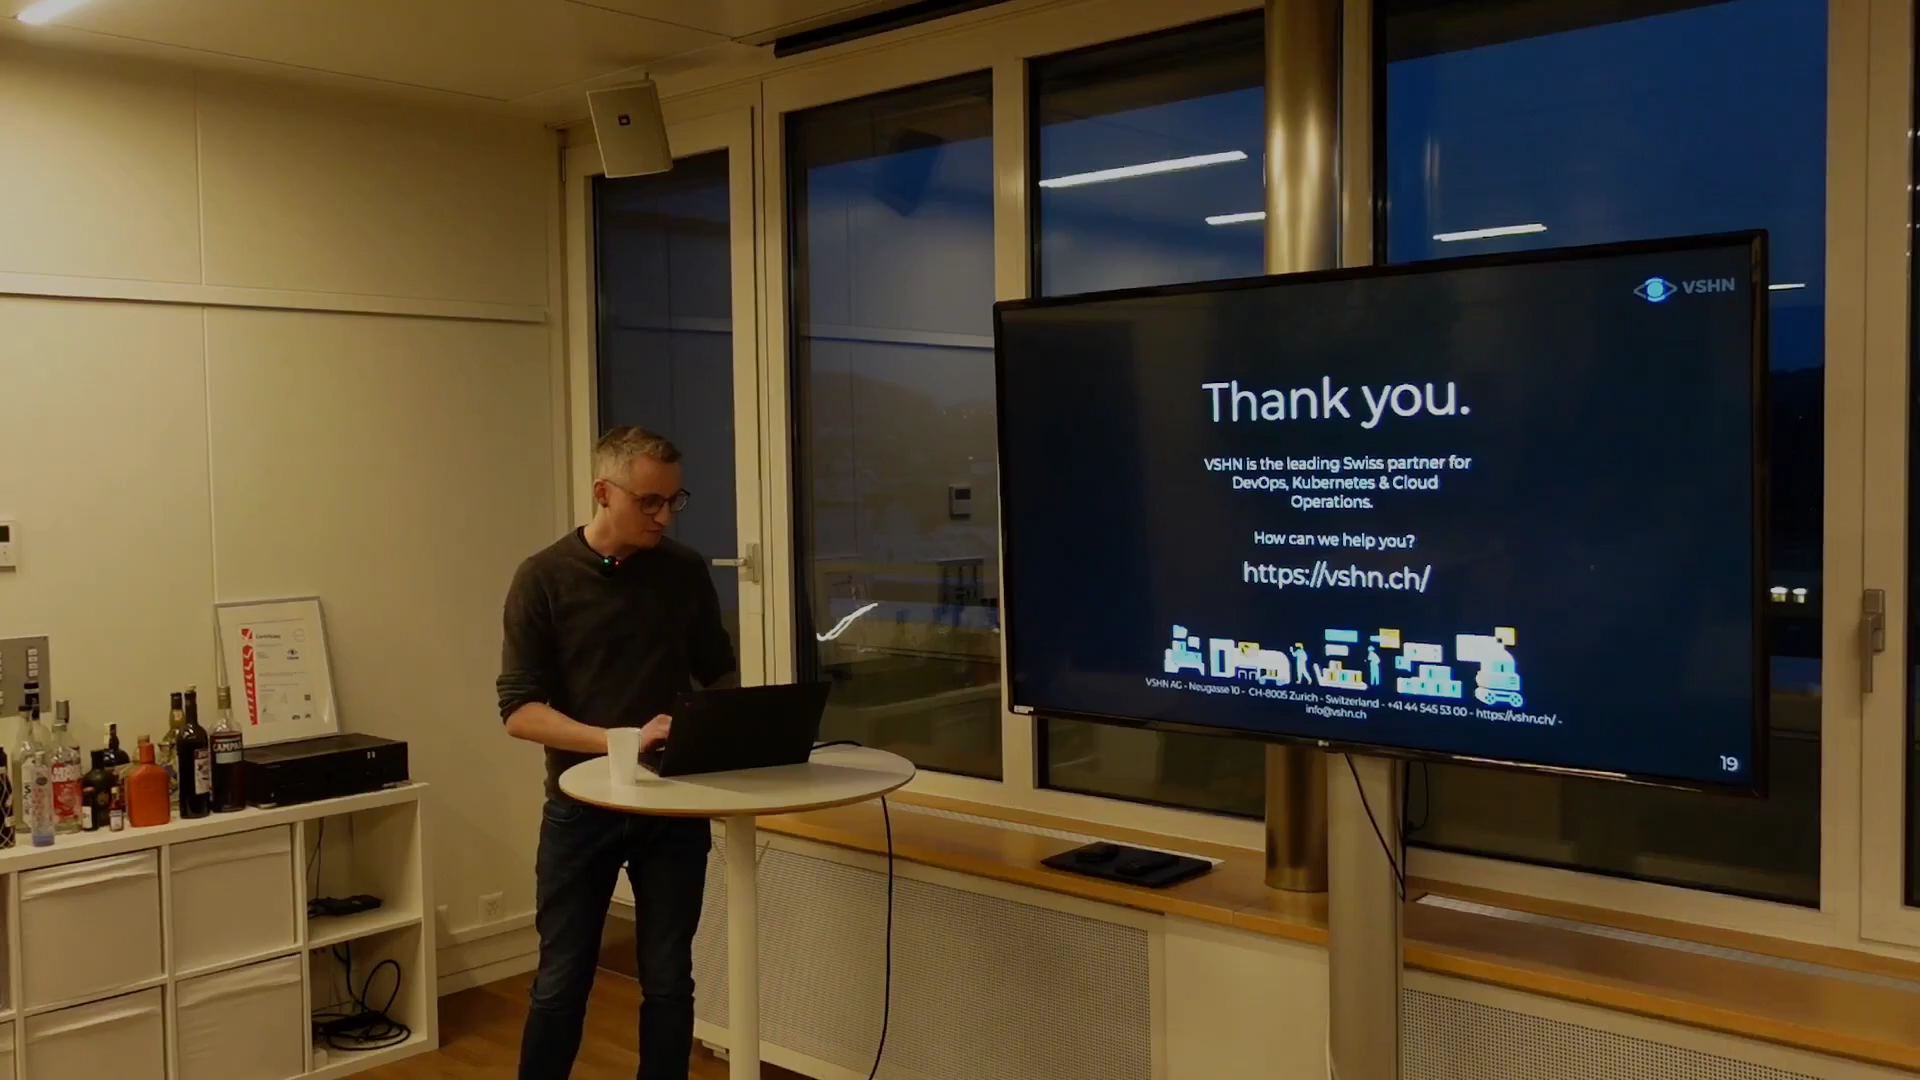 VSHN
Thank you.
VSHN is the leading Swiss partner for
DevOps, Kubernetes & Cloud
Operations.
How can we help you?
https://vshn.ch/
VSHN AG - Neugasse 10 - CH-8005 Zurich - Switzerland - +41 44 545 53 00 - https://vshn.ch/ -
info@vshn.ch
19
Certificate
CAMPARI